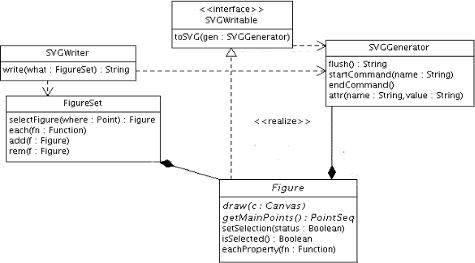 <<interface>>
SVGWritable
toSVG(gen : SVGGenerator)
SVGWriter
write(what : FigureSet) : String
SVGGenerator
flush() : String
startCommand(name : String)
endCommand()
attr(name : String,value : String)
FigureSet
selectFigure(where : Point) : Figure
each(fn : Function)
add(f : Figure)
rem(f : Figure)
<<realize>>
Figure
draw(c : Canvas)
getMainPoints() : PointSeq
setSelection(status : Boolean)
isSelected() : Boolean
eachProperty(fn : Function)